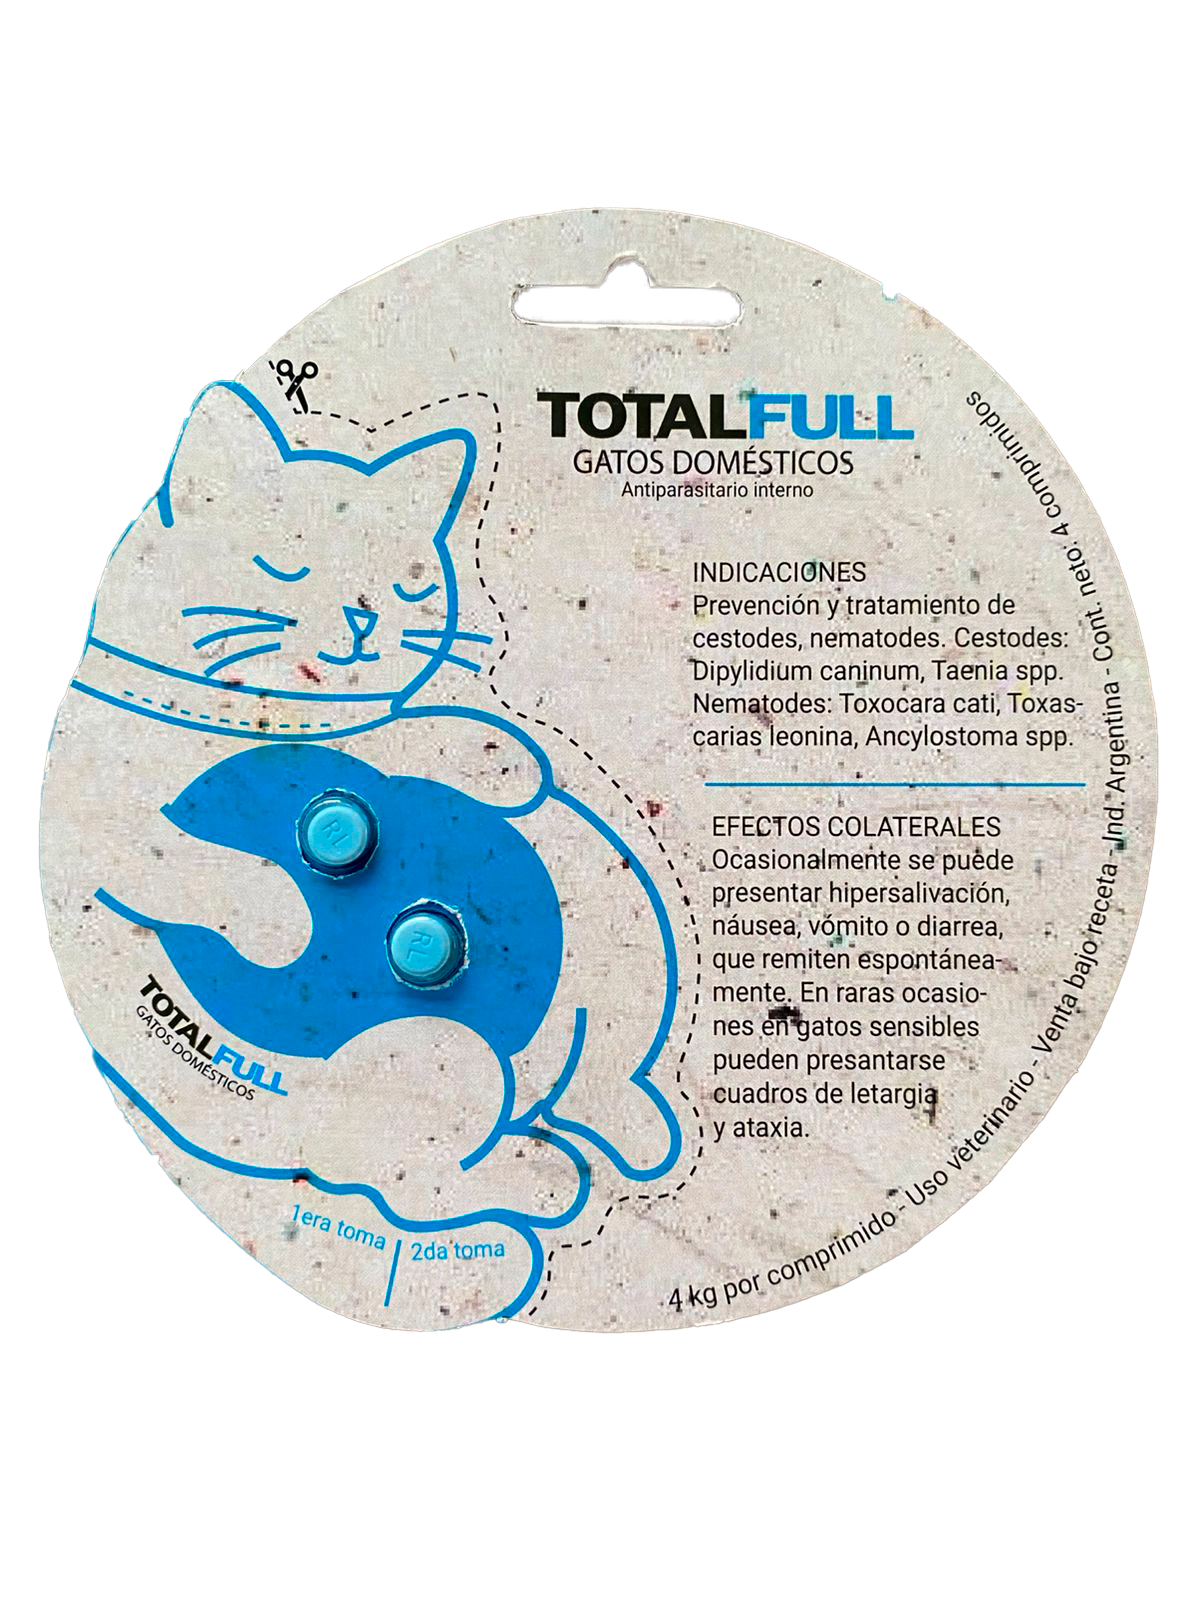 TOTALFULL
GATOS DOMÉSTICOS
Antiparasitario interno
INDICACIONES
Prevención y tratamiento de
cestodes, nematodes. Cestodes:
Dipylidium caninum, Taenia spp.
Nematodes: Toxocara cati, Toxas-
carias leonina, Ancylostoma spp.
EFECTOS COLATERALES
Ocasionalmente se puede
presentar hipersalivación,
náusea, vómito o diarrea,
que remiten espontánea-
mente. En raras ocasio-
nes en gatos sensibles
pueden presantarse
cuadros de letargia
y ataxia.
4 kg por comprimido - Uso veterinario - Venta bajo receta - Ind. Argentina - Cont. neto: 4 comprimidos
RL
RL
TOTALFULL
GATOS DOMÉSTICOS
1era toma
2da toma